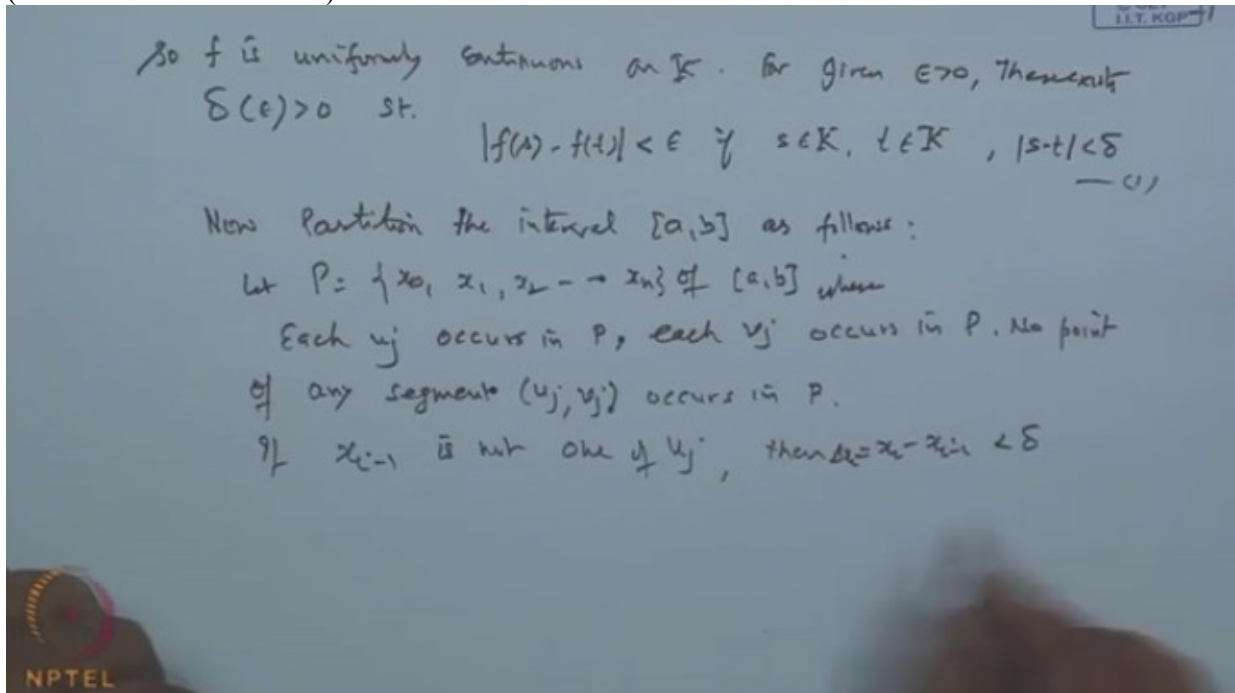 I.I.T. KGP
So f is uniformly continuous on K. For given ε>0, there exists
δ(ε)>0 st.
|f(s)-f(t)| < ε if s∈K, t∈K, |s-t|<δ
—(1)
Now Partition the interval [a,b] as follows:
Let P = {x0, x1, x2 - - xn} of [a,b] where
Each uj occurs in P, each vj occurs in P. No point
of any segment (uj, vj) occurs in P.
If xi-1 is not one of uj, then Δxi = xi - xi-1 < δ
NPTEL